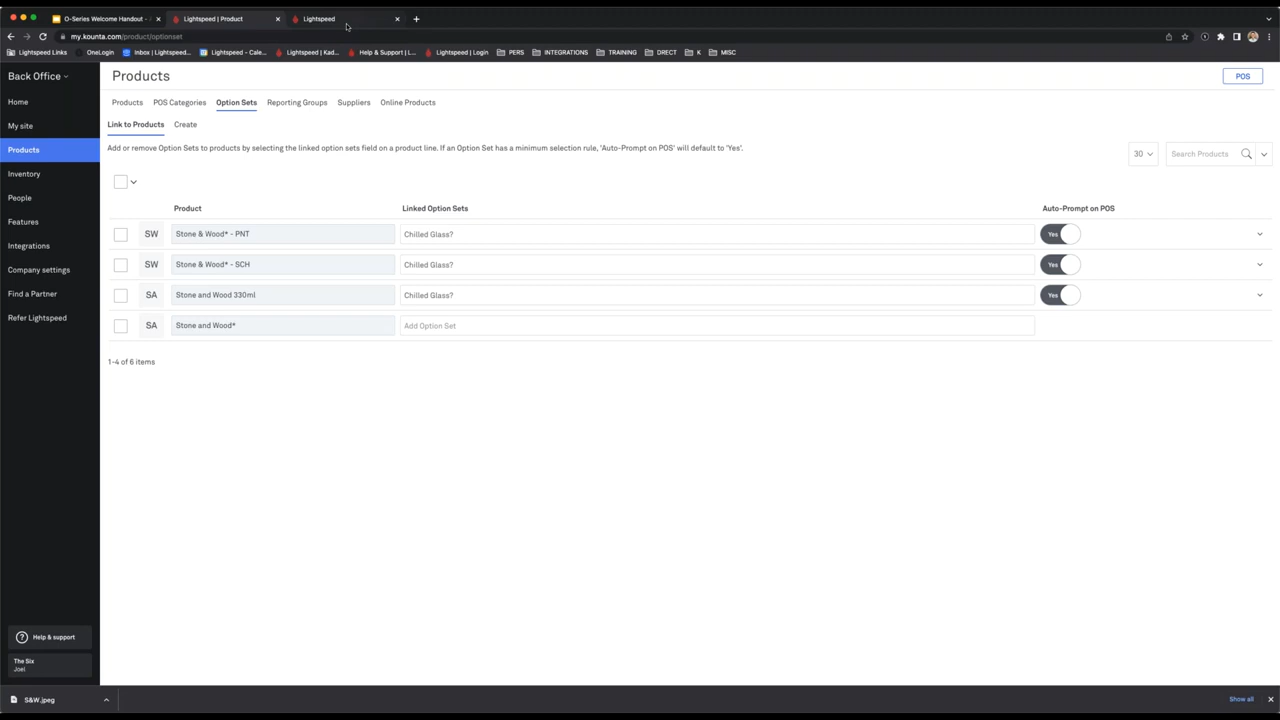 O-Series Welcome Handout -
Lightspeed | Product
Lightspeed
my.kounta.com/product/optionset
Lightspeed Links
OneLogin
Inbox | Lightspeed...
Lightspeed - Cale...
Lightspeed | Kad...
Help & Support | L...
Lightspeed | Login
PERS
INTEGRATIONS
TRAINING
DRECT
K
MISC
Back Office
Products
POS
Home
My site
Products
Inventory
People
Features
Integrations
Company settings
Find a Partner
Refer Lightspeed
Products
POS Categories
Option Sets
Reporting Groups
Suppliers
Online Products
Link to Products
Create
Add or remove Option Sets to products by selecting the linked option sets field on a product line. If an Option Set has a minimum selection rule, 'Auto-Prompt on POS' will default to 'Yes'.
30
Search Products
Product
Linked Option Sets
Auto-Prompt on POS
SW
Stone & Wood* - PNT
Chilled Glass?
Yes
SW
Stone & Wood* - SCH
Chilled Glass?
Yes
SA
Stone and Wood 330ml
Chilled Glass?
Yes
SA
Stone and Wood*
Add Option Set
1-4 of 6 items
Help & support
The Six
Joel
S&W.jpeg
Show all